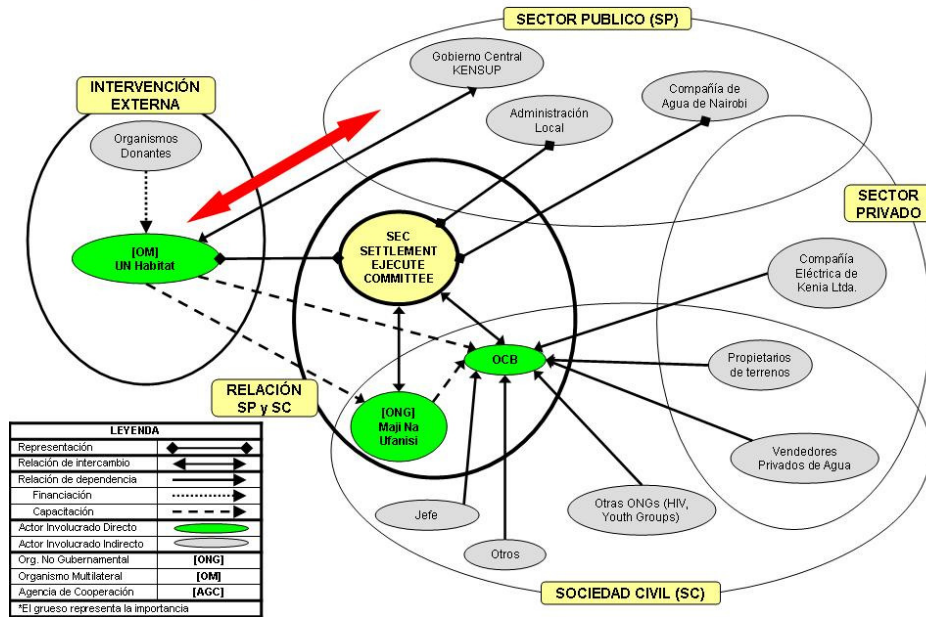 SECTOR PUBLICO (SP)
Gobierno Central
KENSUP
Compañía de
Agua de Nairobi
Administración
Local
INTERVENCIÓN
EXTERNA
Organismos
Donantes
[OM]
UN Habitat
SEC
SETTLEMENT
EJECUTE
COMMITTEE
SECTOR
PRIVADO
Compañía
Eléctrica de
Kenia Ltda.
OCB
Propietarios
de terrenos
RELACIÓN
SP y SC
[ONG]
Maji Na
Ufanisi
Vendedores
Privados de Agua
Jefe
Otros
Otras ONGs (HIV,
Youth Groups)
SOCIEDAD CIVIL (SC)
LEYENDA
Representación
Relación de intercambio
Relación de dependencia
Financiación
Capacitación
Actor Involucrado Directo
Actor Involucrado Indirecto
Org. No Gubernamental [ONG]
Organismo Multilateral [OM]
Agencia de Cooperación [AGC]
*El grueso representa la importancia